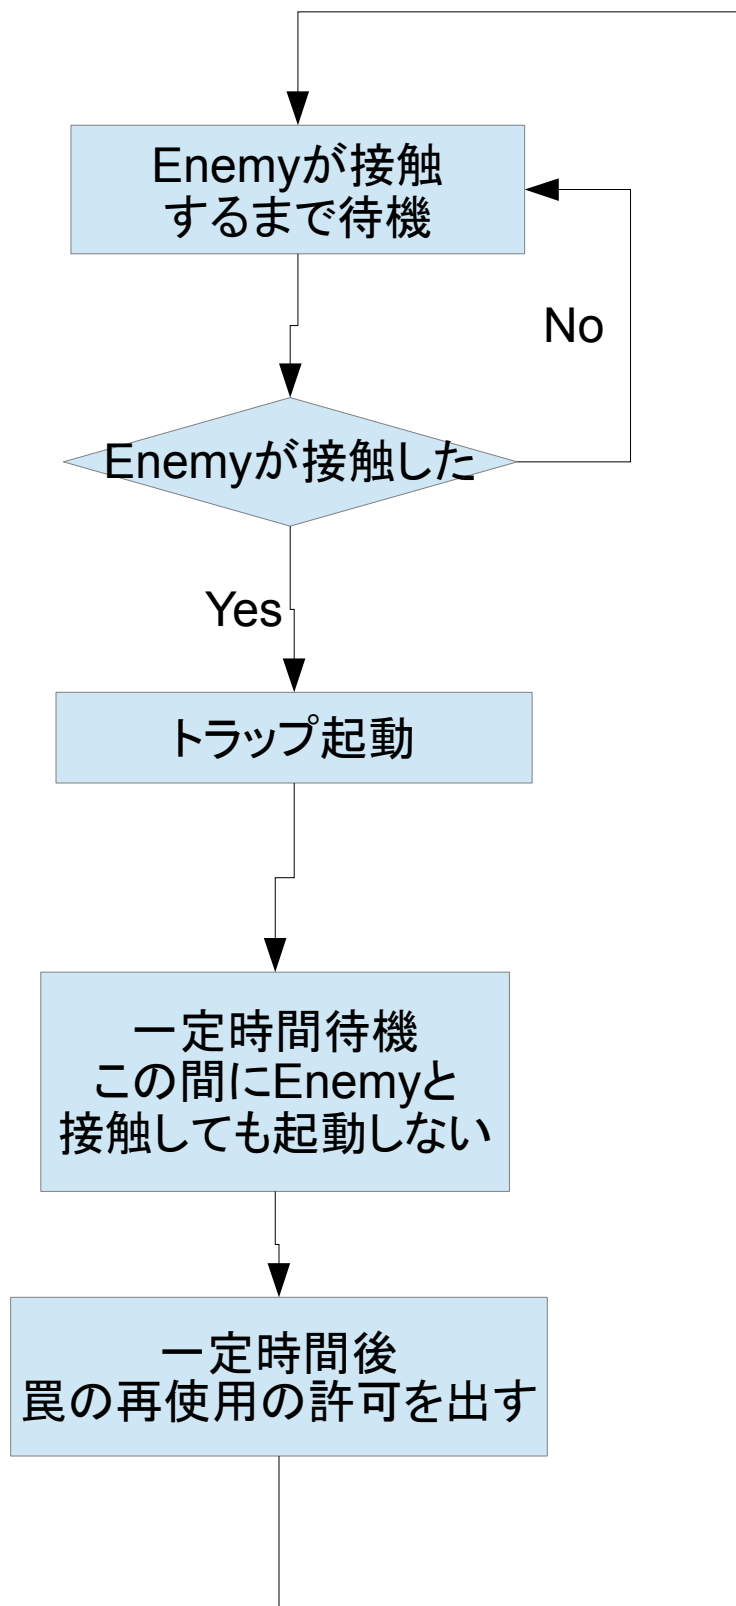 Enemyが接触
するまで待機
No
Enemyが接触した
Yes
トラップ起動
一定時間待機
この間にEnemyと
接触しても起動しない
一定時間後
罠の再使用の許可を出す